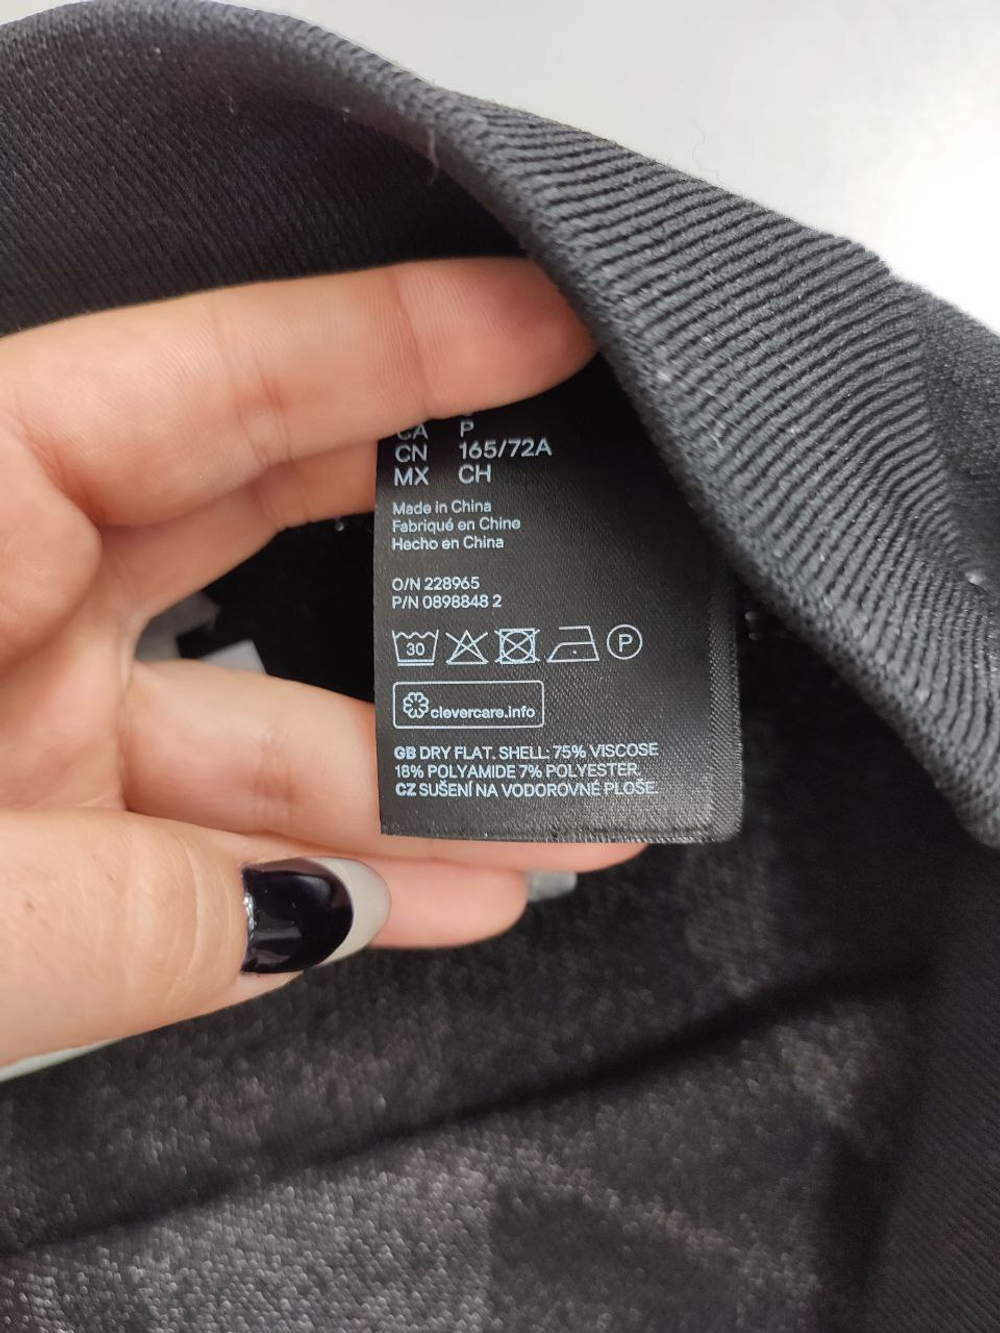 CA P
CN 165/72A
MX CH
Made in China
Fabriqué en Chine
Hecho en China
O/N 228965
P/N 0898848 2
30 P
clevercare.info
GB DRY FLAT. SHELL: 75% VISCOSE
18% POLYAMIDE 7% POLYESTER.
CZ SUŠENÍ NA VODOROVNÉ PLOŠE.